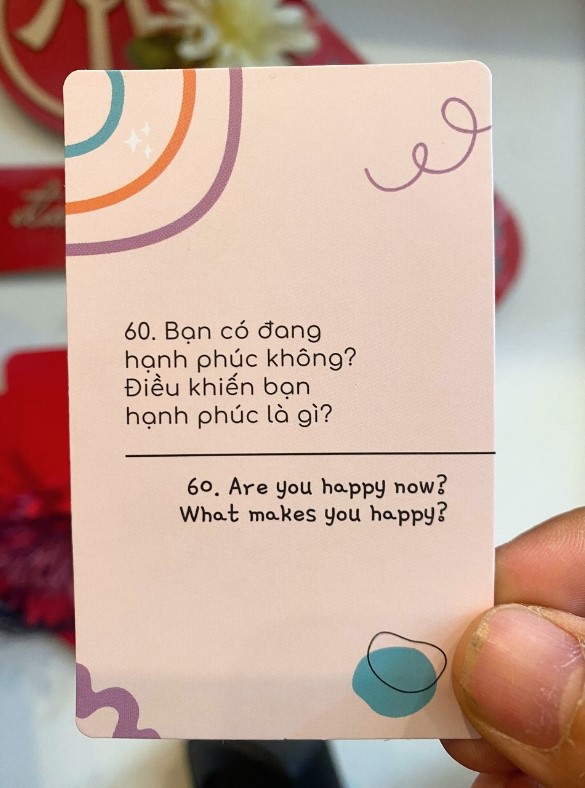 60. Bạn có đang
hạnh phúc không?
Điều khiến bạn
hạnh phúc là gì?
60. Are you happy now?
What makes you happy?